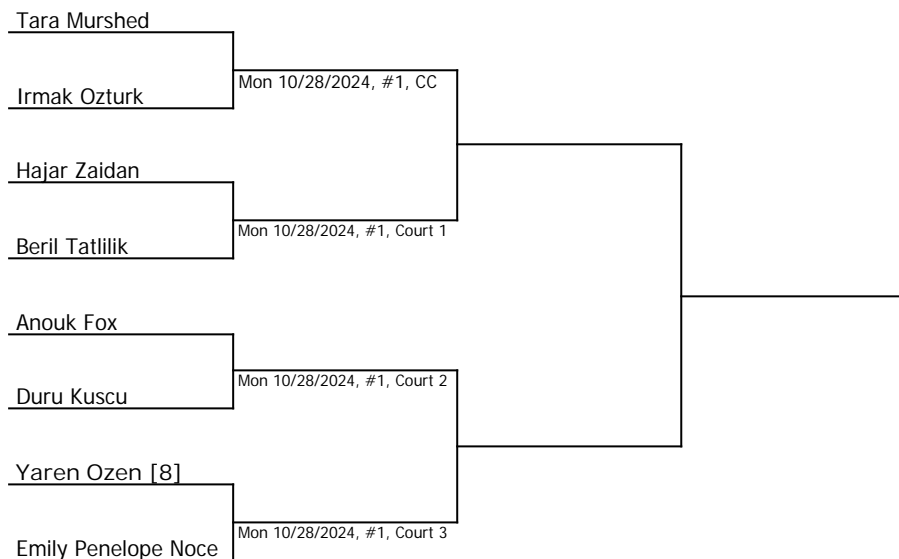 Tara Murshed
Mon 10/28/2024, #1, CC
Irmak Ozturk
Hajar Zaidan
Mon 10/28/2024, #1, Court 1
Beril Tatlilik
Anouk Fox
Mon 10/28/2024, #1, Court 2
Duru Kuscu
Yaren Ozen [8]
Mon 10/28/2024, #1, Court 3
Emily Penelope Noce